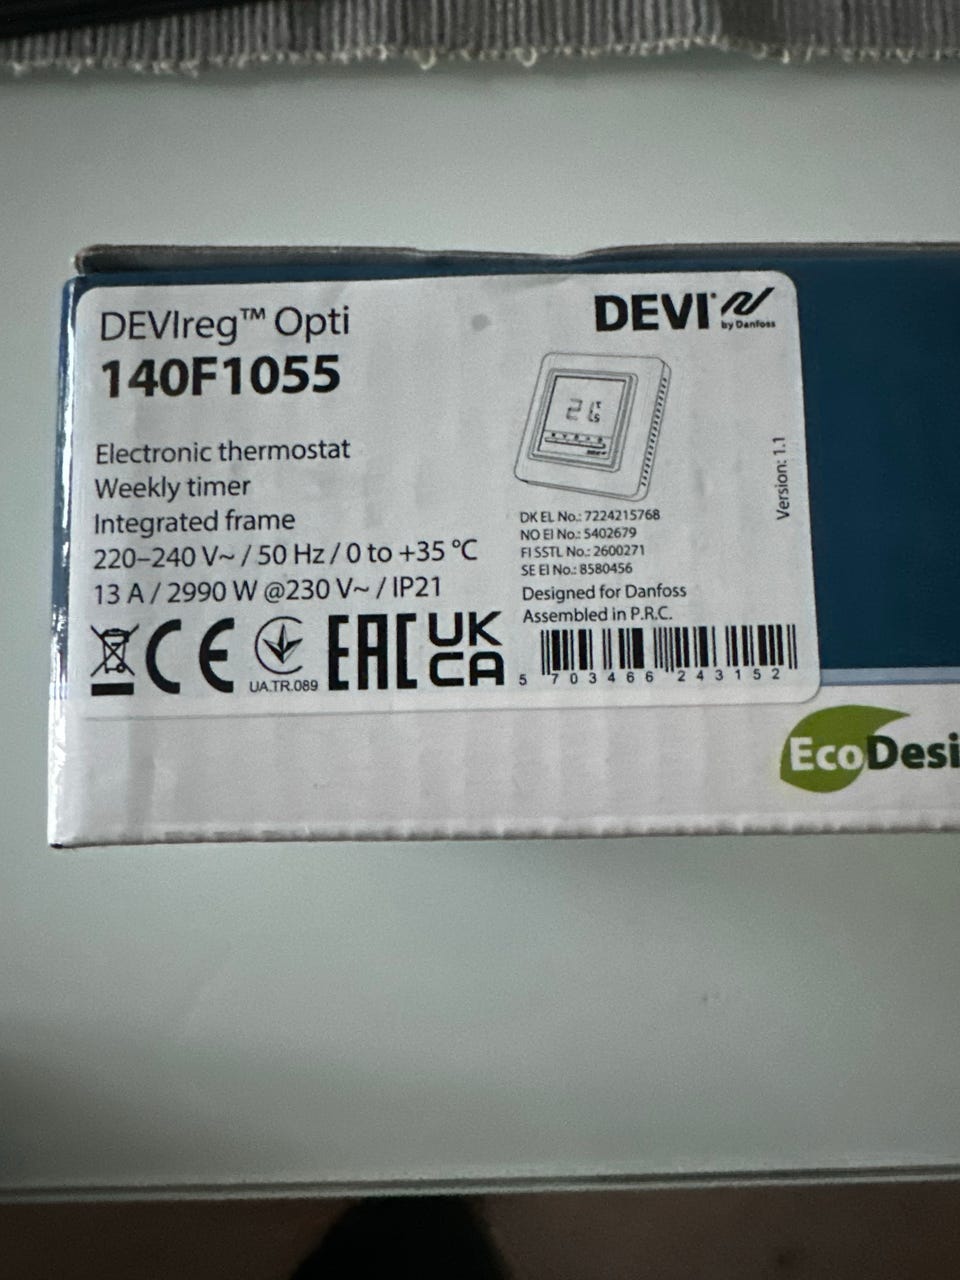 DEVIreg™ Opti
140F1055
Electronic thermostat
Weekly timer
Integrated frame
220–240 V~ / 50 Hz / 0 to +35 °C
13 A / 2990 W @230 V~ / IP21
CE
UA.TR.089
EAC
UK
CA
DEVI
by Danfoss
Version: 1.1
DK EL No.: 7224215768
NO El No.: 5402679
FI SSTL No.: 2600271
SE El No.: 8580456
Designed for Danfoss
Assembled in P.R.C.
5 703466 243152
EcoDesi